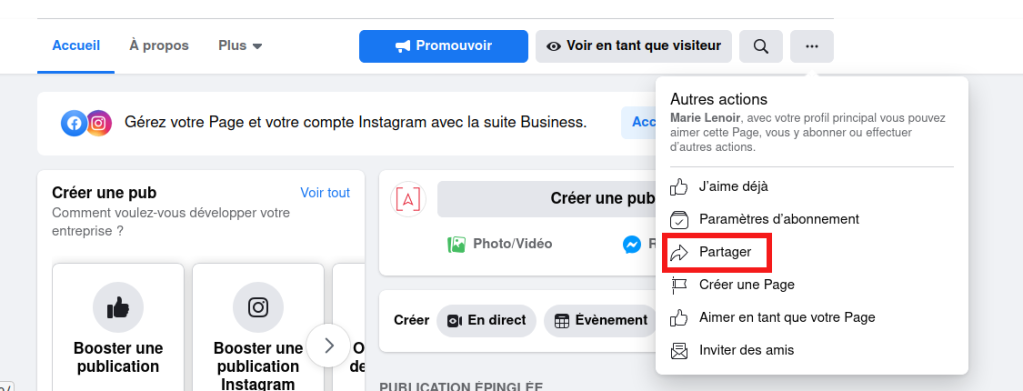 Accueil
À propos
Plus
Promouvoir
Voir en tant que visiteur
Gérez votre Page et votre compte Instagram avec la suite Business.
Créer une pub
Voir tout
Comment voulez-vous développer votre
entreprise ?
Booster une
publication
Booster une
publication
Instagram
Créer une pub
Photo/Vidéo
Créer
En direct
Évènement
PUBLICATION ÉPINGLÉE
Autres actions
Marie Lenoir, avec votre profil principal vous pouvez
aimer cette Page, vous y abonner ou effectuer
d'autres actions.
J'aime déjà
Paramètres d'abonnement
Partager
Créer une Page
Aimer en tant que votre Page
Inviter des amis